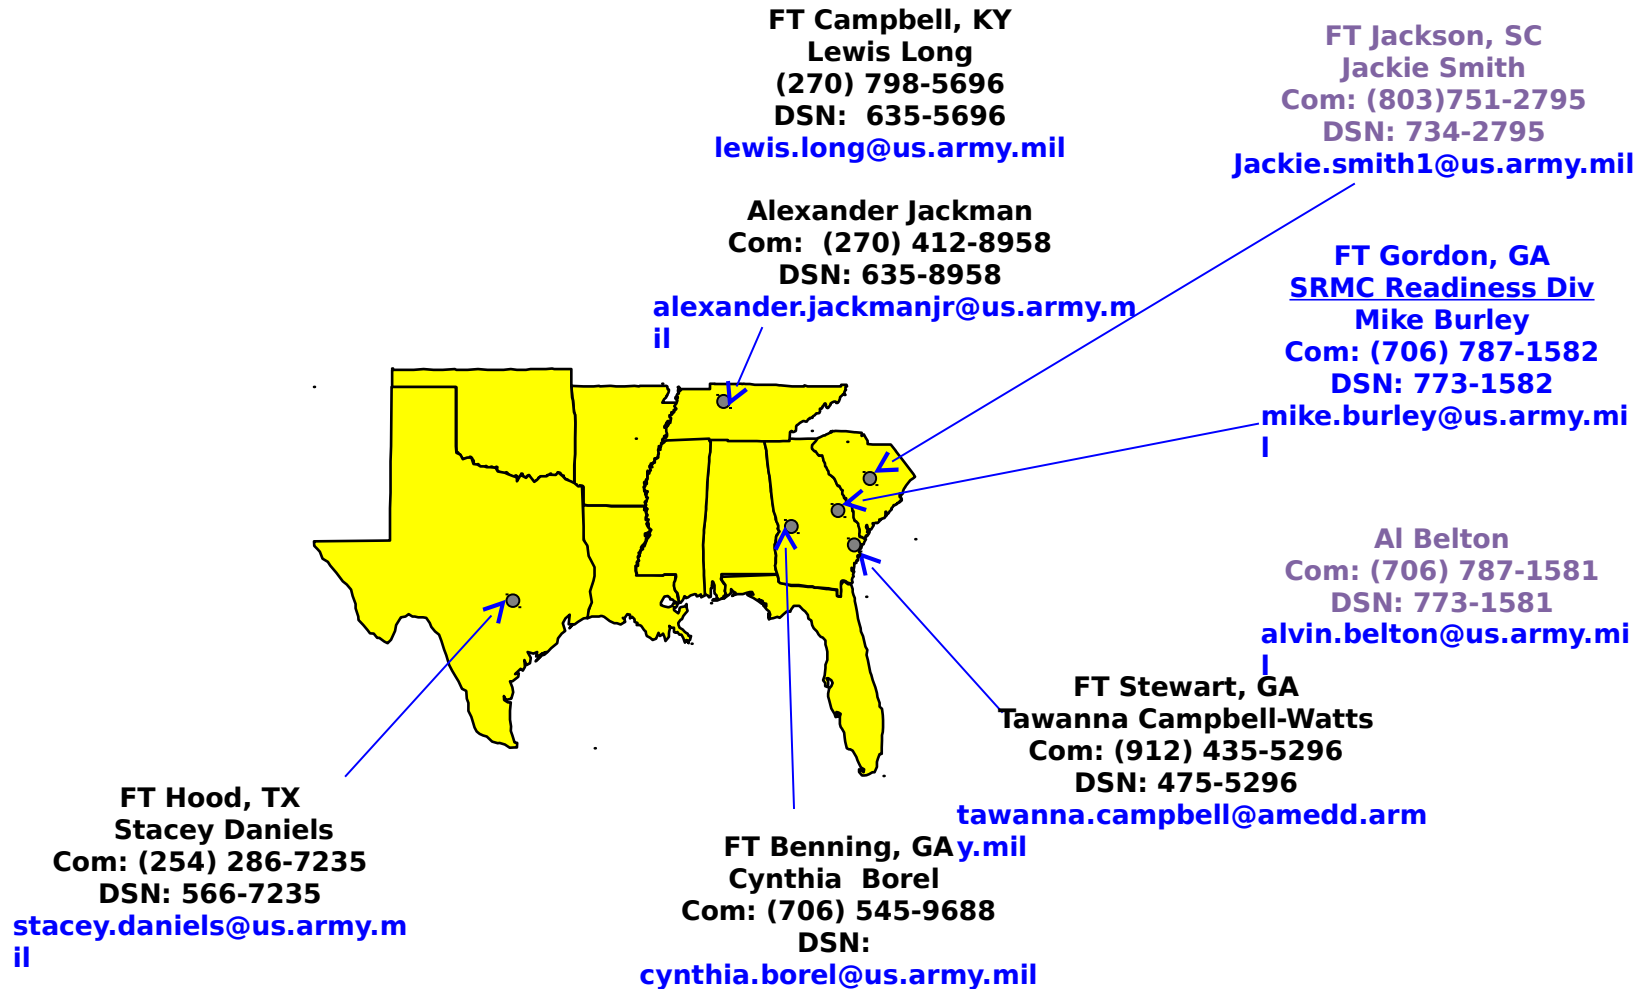 FT Campbell, KY
Lewis Long
(270) 798-5696
DSN:  635-5696
lewis.long@us.army.mil
Alexander Jackman
Com:  (270) 412-8958
DSN: 635-8958
alexander.jackmanjr@us.army.m
il
FT Jackson, SC
Jackie Smith
Com: (803)751-2795
DSN: 734-2795
Jackie.smith1@us.army.mil
FT Gordon, GA
SRMC Readiness Div
Mike Burley
Com: (706) 787-1582
DSN: 773-1582
mike.burley@us.army.mi
l
Al Belton
Com: (706) 787-1581
DSN: 773-1581
alvin.belton@us.army.mi
l
FT Stewart, GA
Tawanna Campbell-Watts
Com: (912) 435-5296
DSN: 475-5296
tawanna.campbell@amedd.arm
y.mil
FT Benning, GA
Cynthia  Borel
Com: (706) 545-9688
DSN:
cynthia.borel@us.army.mil
FT Hood, TX
Stacey Daniels
Com: (254) 286-7235
DSN: 566-7235
stacey.daniels@us.army.m
il